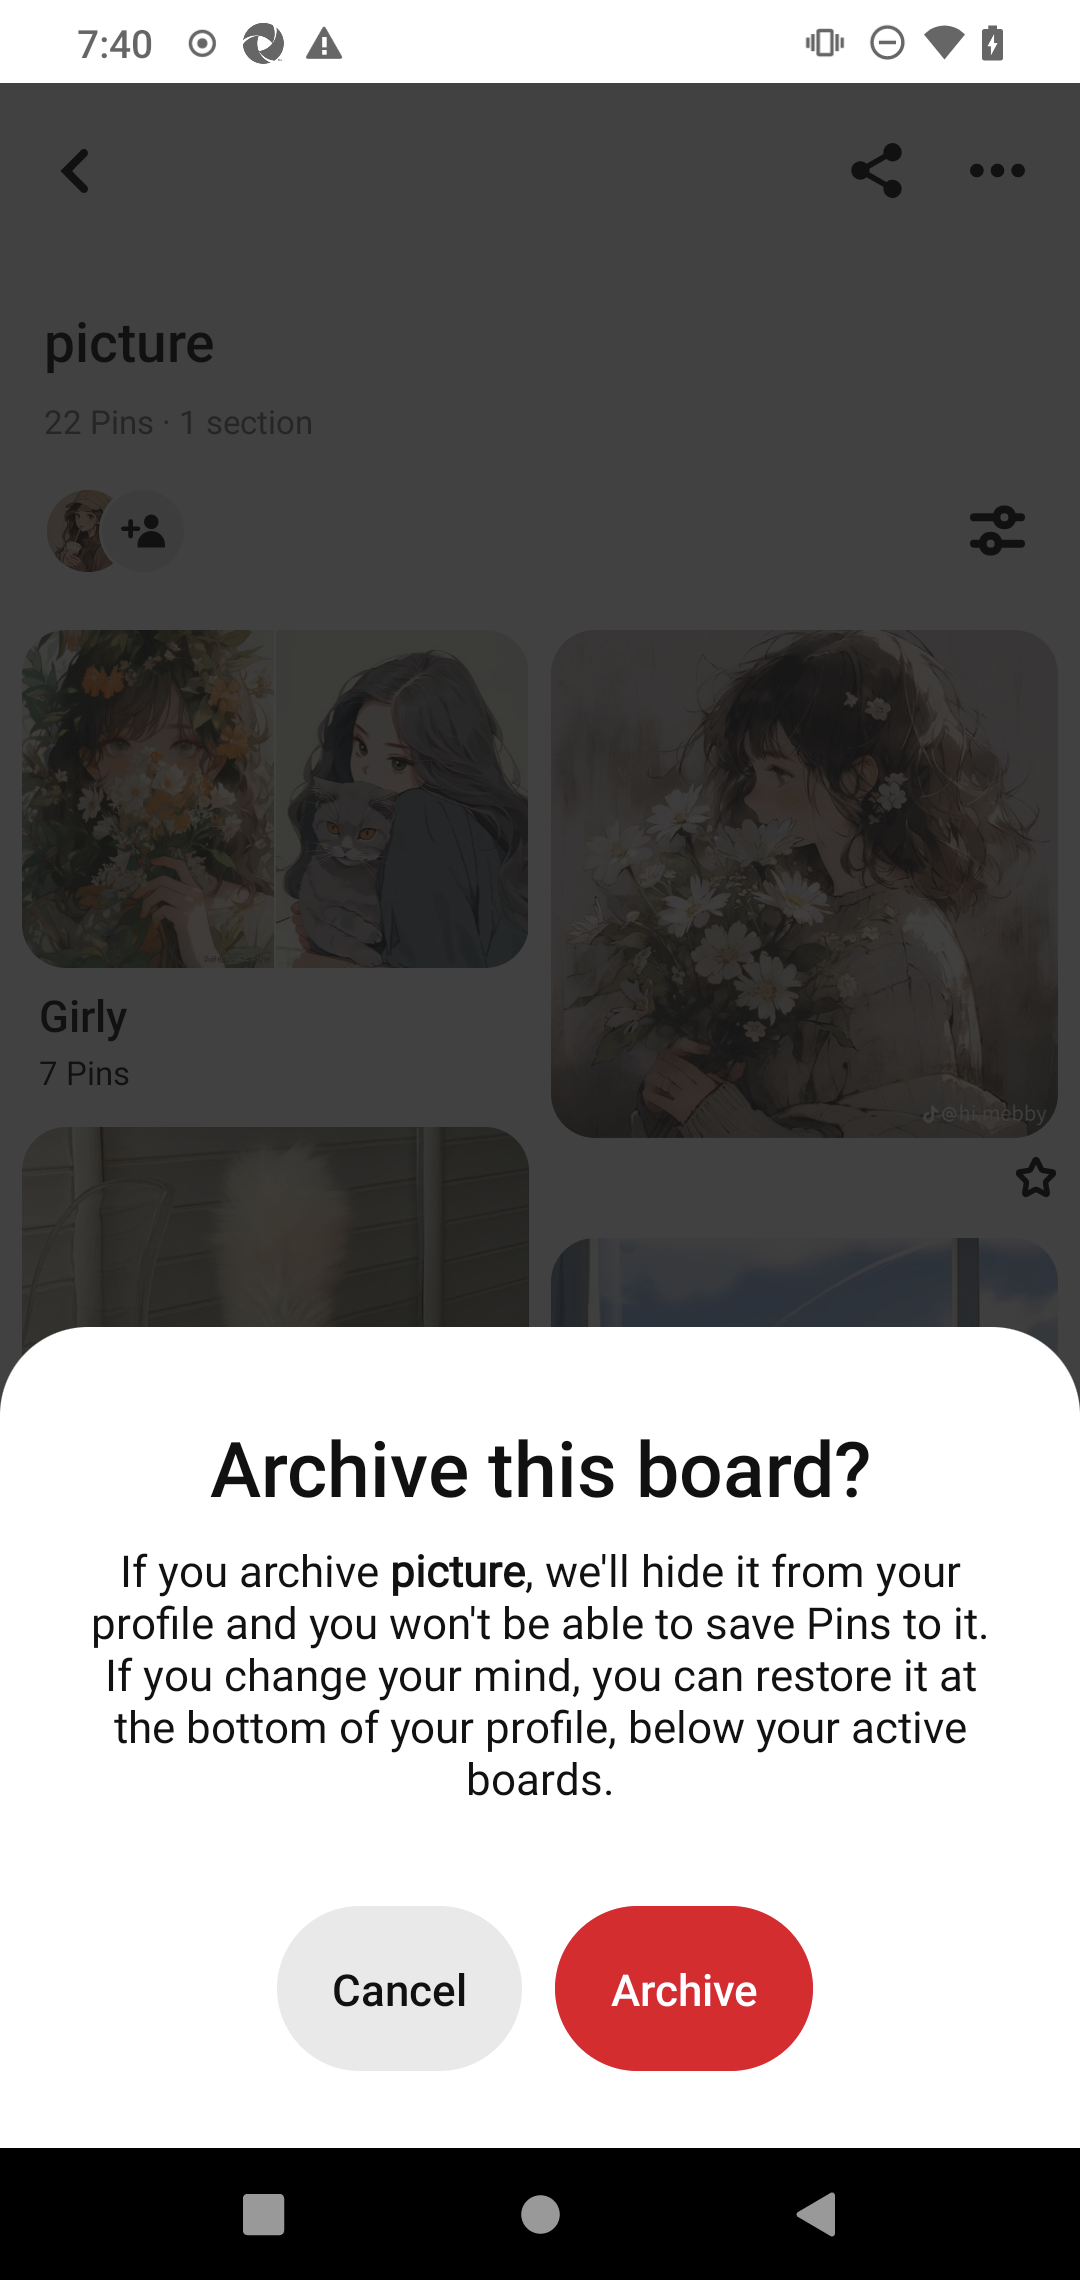 7:40
picture
22 Pins · 1 section
Girly
7 Pins
@hi.mebby
Archive this board?
If you archive picture, we'll hide it from your
profile and you won't be able to save Pins to it.
If you change your mind, you can restore it at
the bottom of your profile, below your active
boards.
Cancel
Archive